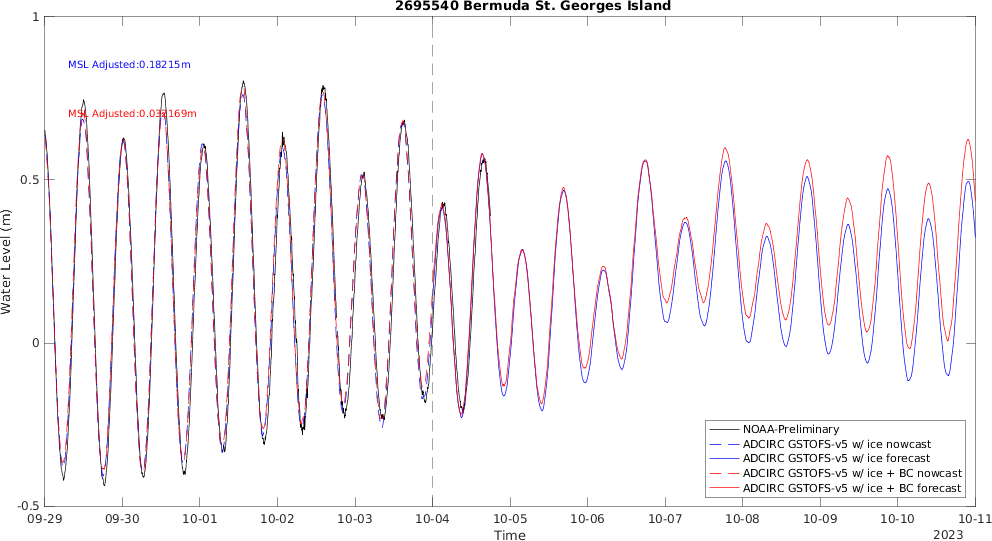 2695540 Bermuda St. Georges Island
1
MSL Adjusted:0.18215m
MSL Adjusted:0.032169m
0.5
Water Level (m)
0
NOAA-Preliminary
ADCIRC GSTOFS-v5 w/ ice nowcast
ADCIRC GSTOFS-v5 w/ ice forecast
ADCIRC GSTOFS-v5 w/ ice + BC nowcast
ADCIRC GSTOFS-v5 w/ ice + BC forecast
-0.5
09-29 09-30 10-01 10-02 10-03 10-04 10-05 10-06 10-07 10-08 10-09 10-10 10-11
Time
2023